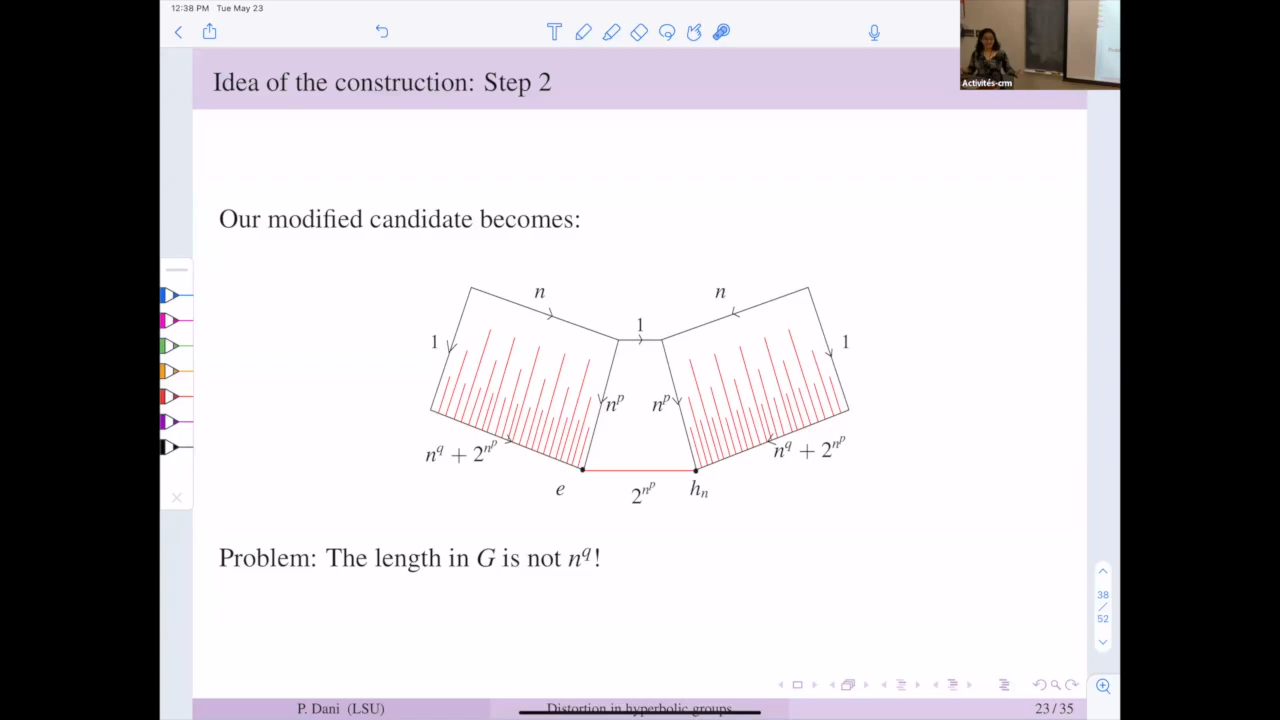 12:38 PM Tue May 23
Activités-crm
Idea of the construction: Step 2
Our modified candidate becomes:
n n
1
1 1
n^p n^p
n^q + 2^{n^p} n^q + 2^{n^p}
e 2^{n^p} h_n
Problem: The length in G is not n^q!
38
/
52
P. Dani (LSU) Distortion in hyperbolic groups 23 / 35